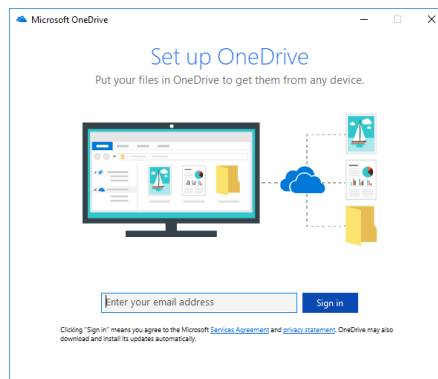 Microsoft OneDrive
Set up OneDrive
Put your files in OneDrive to get them from any device.
Enter your email address
Sign in
Clicking "Sign in" means you agree to the Microsoft Services Agreement and privacy statement. OneDrive may also
download and install its updates automatically.